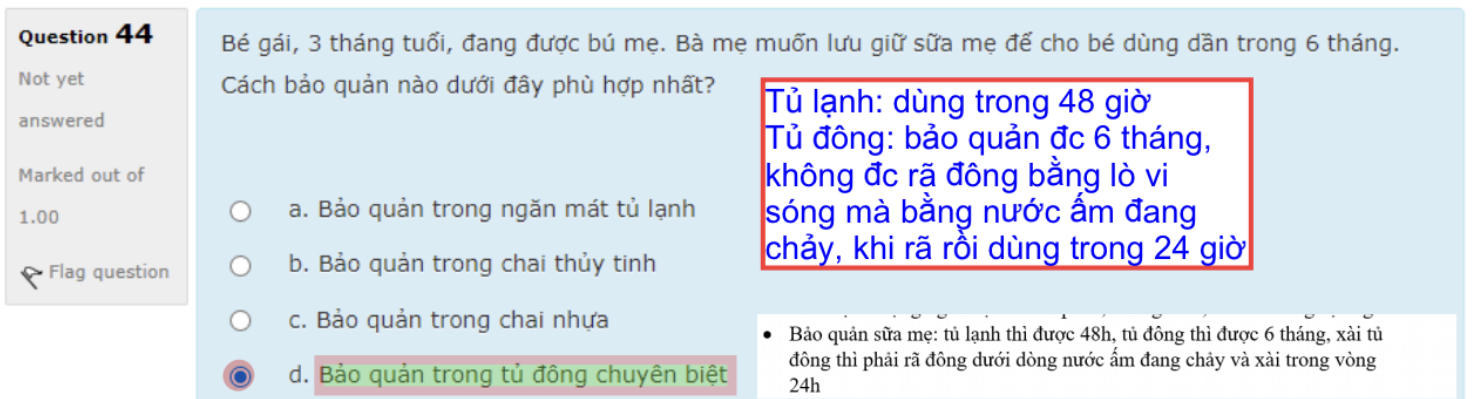 Question 44
Not yet
answered
Marked out of
1.00
Flag question
Bé gái, 3 tháng tuổi, đang được bú mẹ. Bà mẹ muốn lưu giữ sữa mẹ để cho bé dùng dần trong 6 tháng.
Cách bảo quản nào dưới đây phù hợp nhất?
a. Bảo quản trong ngăn mát tủ lạnh
b. Bảo quản trong chai thủy tinh
c. Bảo quản trong chai nhựa
d. Bảo quản trong tủ đông chuyên biệt
Tủ lạnh: dùng trong 48 giờ
Tủ đông: bảo quản đc 6 tháng,
không đc rã đông bằng lò vi
sóng mà bằng nước ấm đang
chảy, khi rã rồi dùng trong 24 giờ
• Bảo quản sữa mẹ: tủ lạnh thì được 48h, tủ đông thì được 6 tháng, xài tủ
đông thì phải rã đông dưới dòng nước ấm đang chảy và xài trong vòng
24h